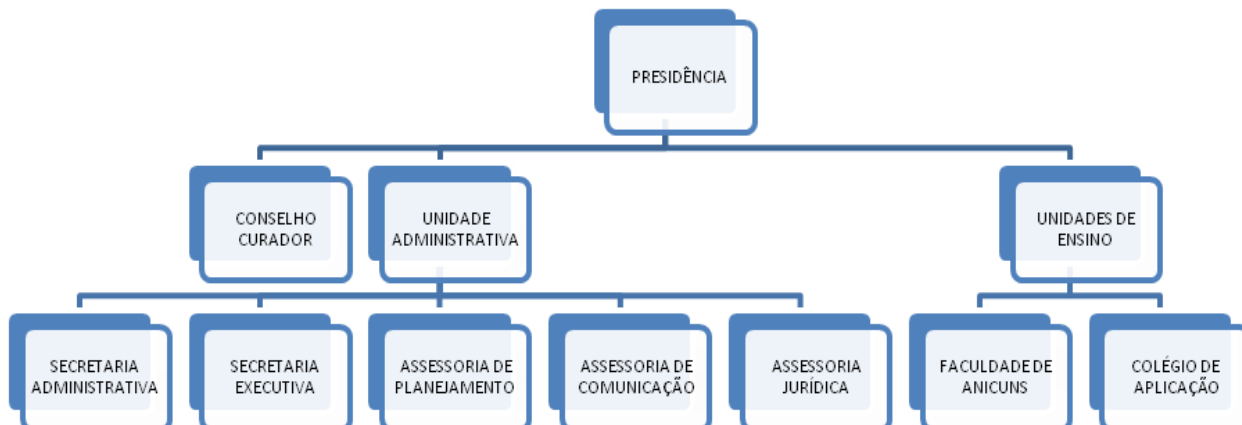 PRESIDÊNCIA
CONSELHO
CURADOR
UNIDADE
ADMINISTRATIVA
UNIDADES DE
ENSINO
SECRETARIA
ADMINISTRATIVA
SECRETARIA
EXECUTIVA
ASSESSORIA DE
PLANEJAMENTO
ASSESSORIA DE
COMUNICAÇÃO
ASSESSORIA
JURÍDICA
FACULDADE DE
ANICUNS
COLÉGIO DE
APLICAÇÃO